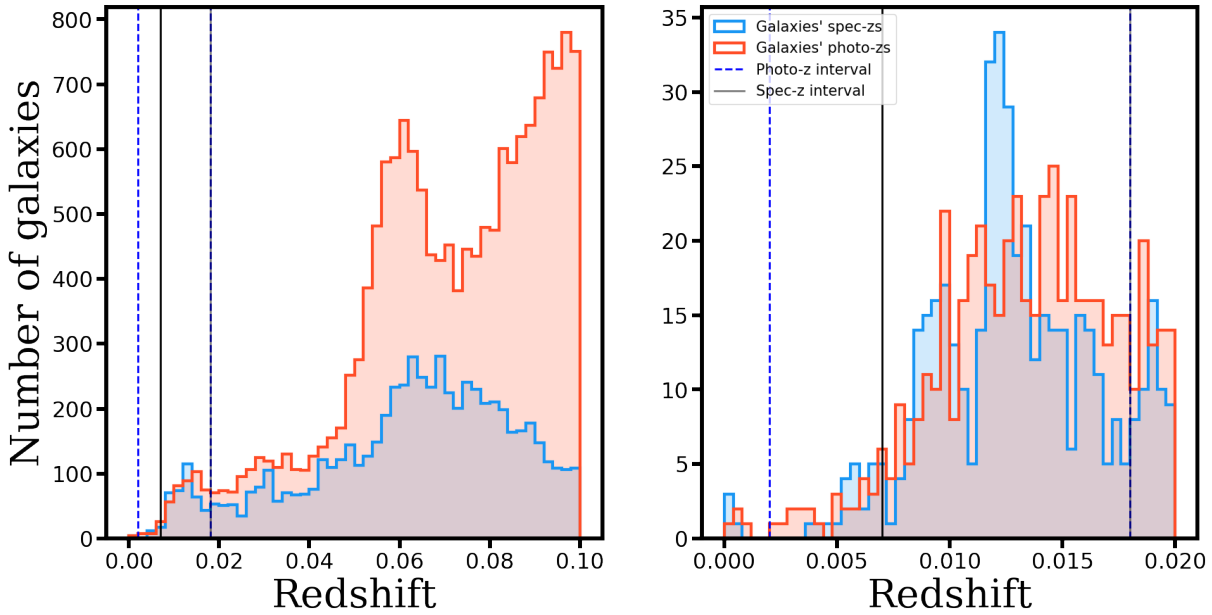 Number of galaxies
800
700
600
500
400
300
200
100
0
0.00 0.02 0.04 0.06 0.08 0.10
Redshift
35
30
25
20
15
10
5
0
0.000 0.005 0.010 0.015 0.020
Redshift
Galaxies' spec-zs
Galaxies' photo-zs
Photo-z interval
Spec-z interval